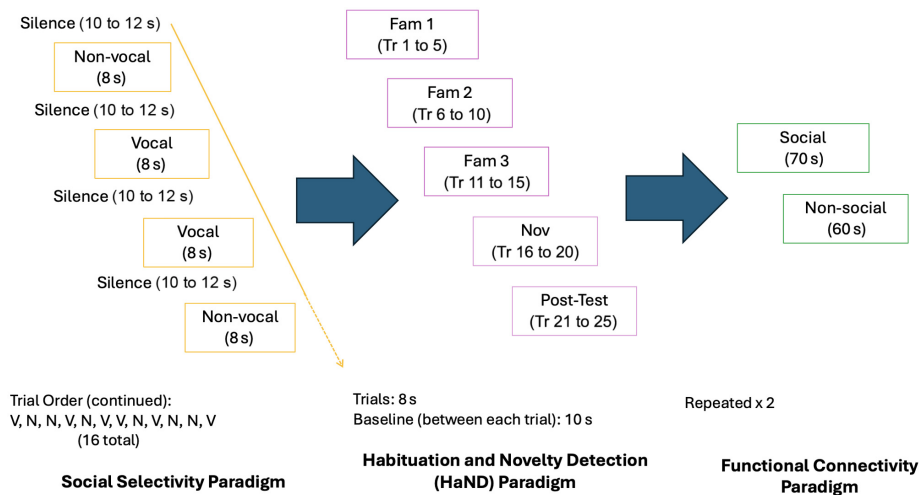 Silence (10 to 12 s)
Non-vocal
(8 s)
Silence (10 to 12 s)
Vocal
(8 s)
Silence (10 to 12 s)
Vocal
(8 s)
Silence (10 to 12 s)
Non-vocal
(8 s)
Trial Order (continued):
V, N, N, V, N, V, V, N, V, N, N, V
(16 total)
Social Selectivity Paradigm
Fam 1
(Tr 1 to 5)
Fam 2
(Tr 6 to 10)
Fam 3
(Tr 11 to 15)
Nov
(Tr 16 to 20)
Post-Test
(Tr 21 to 25)
Trials: 8 s
Baseline (between each trial): 10 s
Habituation and Novelty Detection
(HaND) Paradigm
Social
(70 s)
Non-social
(60 s)
Repeated x 2
Functional Connectivity
Paradigm